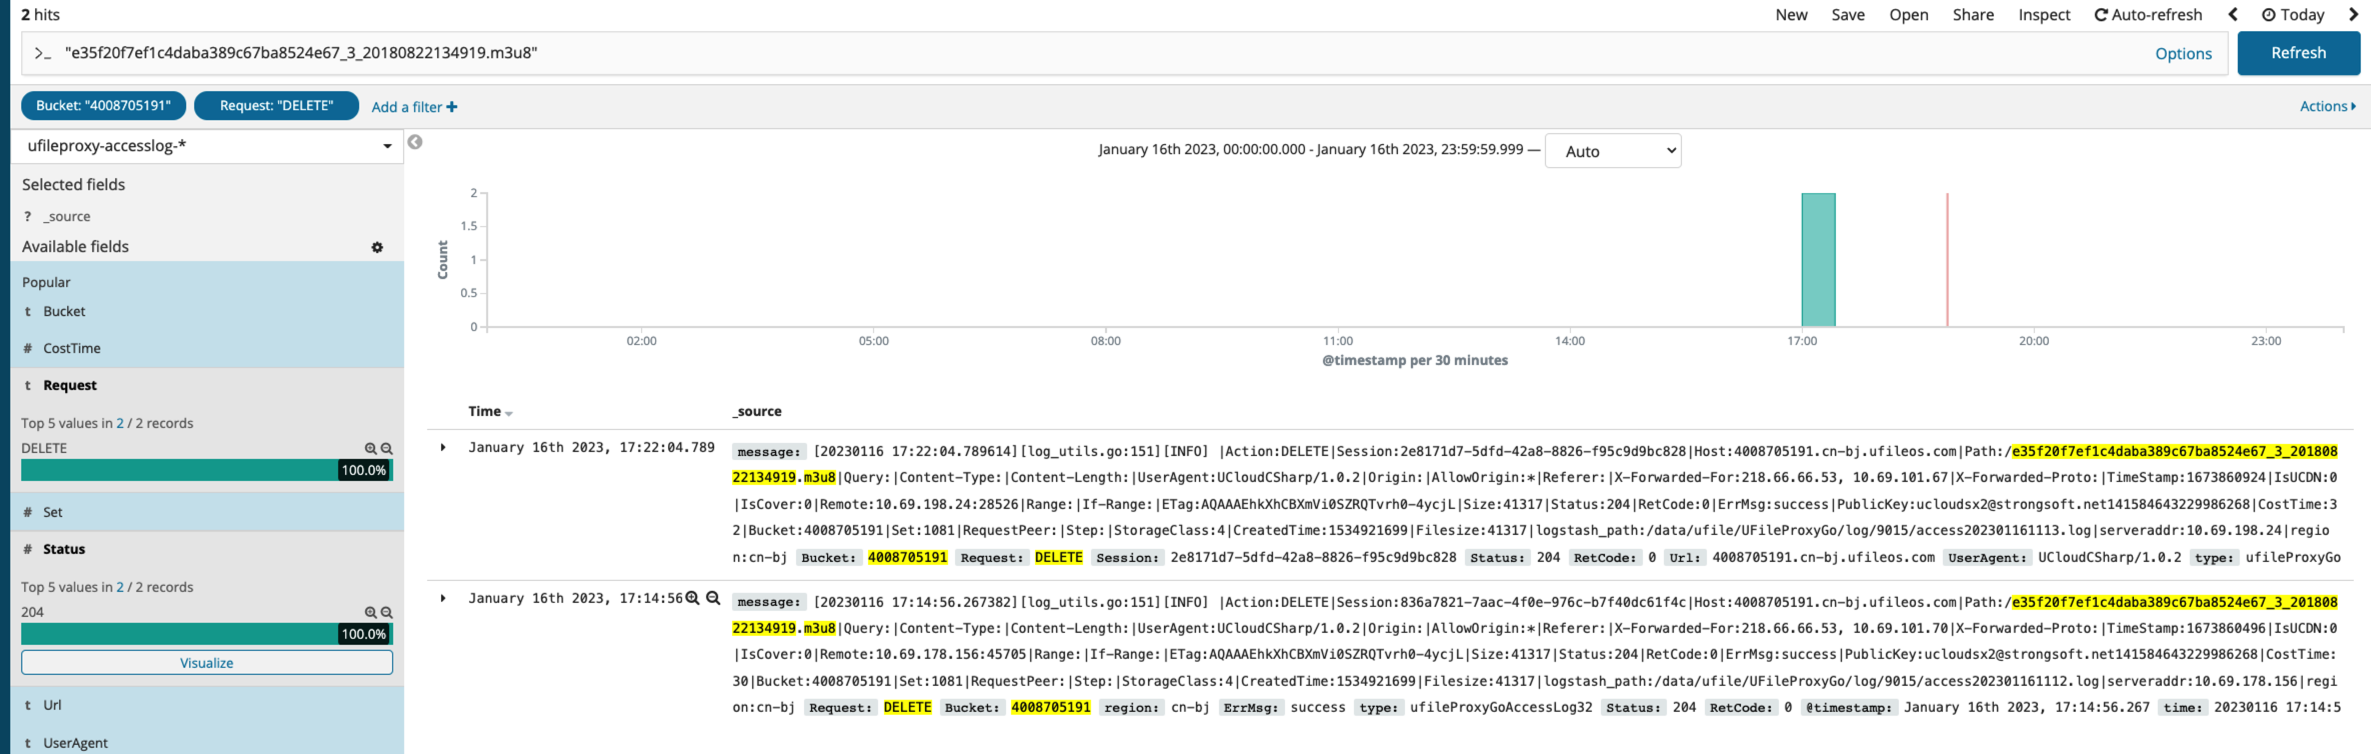 2 hits
New Save Open Share Inspect Auto-refresh Today
>_ "e35f20f7ef1c4daba389c67ba8524e67_3_20180822134919.m3u8" Options Refresh
Bucket: "4008705191" Request: "DELETE" Add a filter + Actions
ufileproxy-accesslog-*
January 16th 2023, 00:00:00.000 - January 16th 2023, 23:59:59.999 — Auto
Selected fields
? _source
Available fields
Popular
t Bucket
# CostTime
t Request
Top 5 values in 2 / 2 records
DELETE
100.0%
# Set
# Status
Top 5 values in 2 / 2 records
204
100.0%
Visualize
t Url
t UserAgent
Count
2
1.5
1
0.5
0
02:00 05:00 08:00 11:00 14:00 17:00 20:00 23:00
@timestamp per 30 minutes
Time _source
January 16th 2023, 17:22:04.789 message: [20230116 17:22:04.789614][log_utils.go:151][INFO] |Action:DELETE|Session:2e8171d7-5dfd-42a8-8826-f95c9d9bc828|Host:4008705191.cn-bj.ufileos.com|Path:/e35f20f7ef1c4daba389c67ba8524e67_3_201808
22134919.m3u8|Query:|Content-Type:|Content-Length:|UserAgent:UCloudCSharp/1.0.2|Origin:|AllowOrigin:*|Referer:|X-Forwarded-For:218.66.66.53, 10.69.101.67|X-Forwarded-Proto:|TimeStamp:1673860924|IsUCDN:0
|IsCover:0|Remote:10.69.198.24:28526|Range:|If-Range:|ETag:AQAAAEhkXhCBXmVi0SZRQTvrh0-4ycjL|Size:41317|Status:204|RetCode:0|ErrMsg:success|PublicKey:ucloudsx2@strongsoft.net141584643229986268|CostTime:3
2|Bucket:4008705191|Set:1081|RequestPeer:|Step:|StorageClass:4|CreatedTime:1534921699|Filesize:41317|logstash_path:/data/ufile/UFileProxyGo/log/9015/access202301161113.log|serveraddr:10.69.198.24|regio
n:cn-bj Bucket: 4008705191 Request: DELETE Session: 2e8171d7-5dfd-42a8-8826-f95c9d9bc828 Status: 204 RetCode: 0 Url: 4008705191.cn-bj.ufileos.com UserAgent: UCloudCSharp/1.0.2 type: ufileProxyGo
January 16th 2023, 17:14:56 message: [20230116 17:14:56.267382][log_utils.go:151][INFO] |Action:DELETE|Session:836a7821-7aac-4f0e-976c-b7f40dc61f4c|Host:4008705191.cn-bj.ufileos.com|Path:/e35f20f7ef1c4daba389c67ba8524e67_3_201808
22134919.m3u8|Query:|Content-Type:|Content-Length:|UserAgent:UCloudCSharp/1.0.2|Origin:|AllowOrigin:*|Referer:|X-Forwarded-For:218.66.66.53, 10.69.101.70|X-Forwarded-Proto:|TimeStamp:1673860496|IsUCDN:0
|IsCover:0|Remote:10.69.178.156:45705|Range:|If-Range:|ETag:AQAAAEhkXhCBXmVi0SZRQTvrh0-4ycjL|Size:41317|Status:204|RetCode:0|ErrMsg:success|PublicKey:ucloudsx2@strongsoft.net141584643229986268|CostTime:
30|Bucket:4008705191|Set:1081|RequestPeer:|Step:|StorageClass:4|CreatedTime:1534921699|Filesize:41317|logstash_path:/data/ufile/UFileProxyGo/log/9015/access202301161112.log|serveraddr:10.69.178.156|regi
on:cn-bj Request: DELETE Bucket: 4008705191 region: cn-bj ErrMsg: success type: ufileProxyGoAccessLog32 Status: 204 RetCode: 0 @timestamp: January 16th 2023, 17:14:56.267 time: 20230116 17:14:5